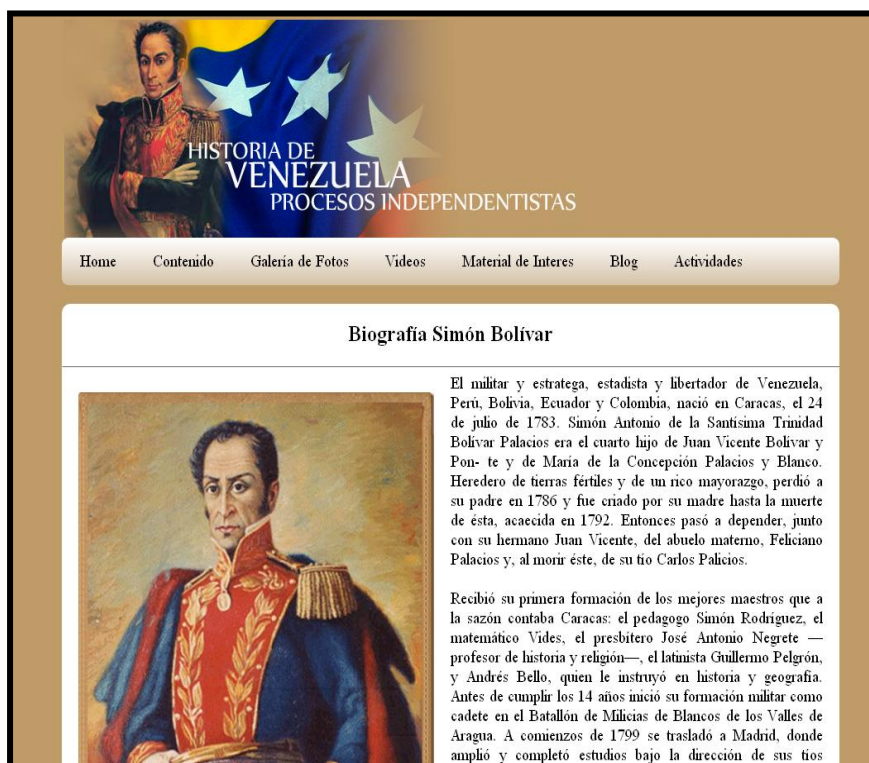 HISTORIA DE
VENEZUELA
PROCESOS INDEPENDENTISTAS
Home Contenido Galería de Fotos Videos Material de Interes Blog Actividades
Biografía Simón Bolívar
El militar y estratega, estadista y libertador de Venezuela,
Perú, Bolivia, Ecuador y Colombia, nació en Caracas, el 24
de julio de 1783. Simón Antonio de la Santísima Trinidad
Bolívar Palacios era el cuarto hijo de Juan Vicente Bolívar y
Pon- te y de María de la Concepción Palacios y Blanco.
Heredero de tierras fértiles y de un rico mayorazgo, perdió a
su padre en 1786 y fue criado por su madre hasta la muerte
de ésta, acaecida en 1792. Entonces pasó a depender, junto
con su hermano Juan Vicente, del abuelo materno, Feliciano
Palacios y, al morir éste, de su tío Carlos Palicios.
Recibió su primera formación de los mejores maestros que a
la sazón contaba Caracas: el pedagogo Simón Rodríguez, el
matemático Vides, el presbítero José Antonio Negrete —
profesor de historia y religión—, el latinista Guillermo Pelgrón,
y Andrés Bello, quien le instruyó en historia y geografía.
Antes de cumplir los 14 años inició su formación militar como
cadete en el Batallón de Milicias de Blancos de los Valles de
Aragua. A comienzos de 1799 se trasladó a Madrid, donde
amplió y completó estudios bajo la dirección de sus tíos